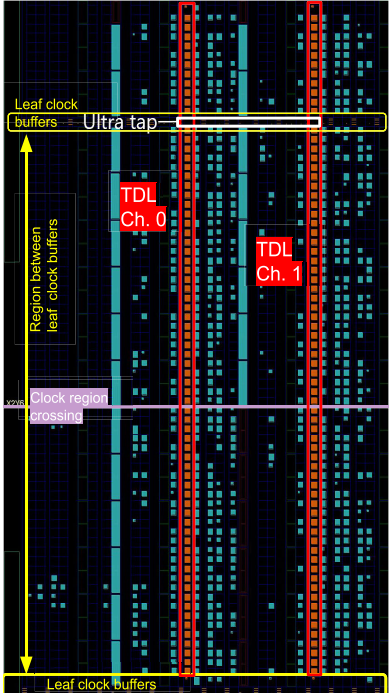 Leaf clock
buffers
Ultra tap
TDL
Ch. 0
TDL
Ch. 1
Region between
leaf clock buffers
X2Y6
Clock region
crossing
Leaf clock buffers